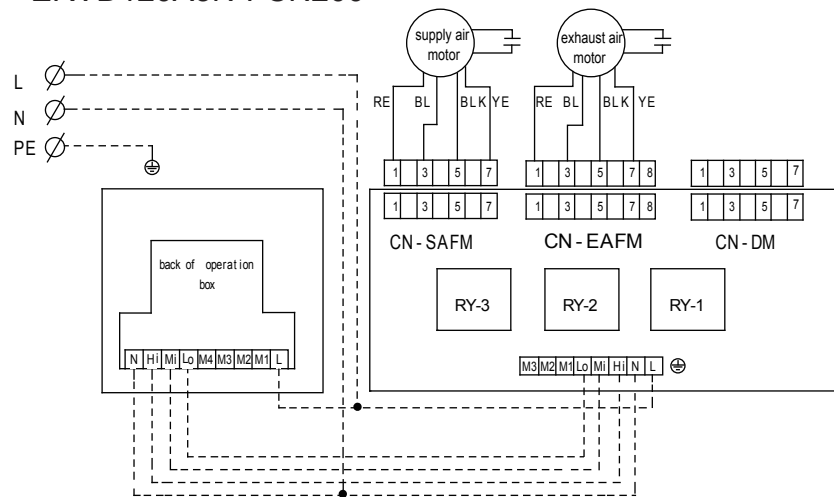 supply air
motor
exhaust air
motor
L
N
PE
RE BL BLK YE
RE BL BLK YE
1 3 5 7
1 3 5 7 8
1 3 5 7
1 3 5 7
1 3 5 7 8
1 3 5 7
CN-SAFM
CN-EAFM
CN-DM
back of operation
box
RY-3
RY-2
RY-1
N Hi Mi Lo M4 M3 M2 M1 L
M3 M2 M1 Lo Mi Hi N L